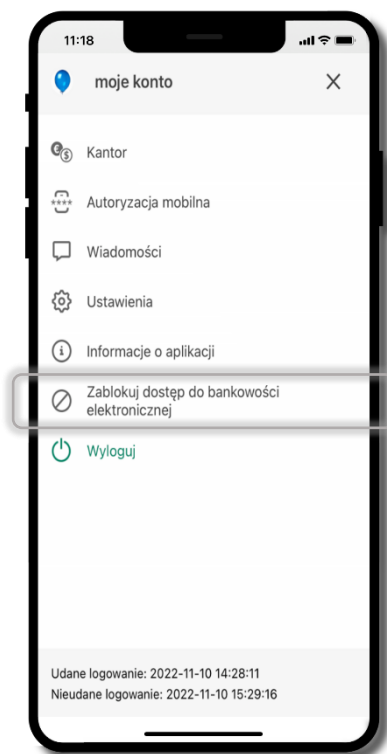 11:18
moje konto
Kantor
Autoryzacja mobilna
Wiadomości
Ustawienia
Informacje o aplikacji
Zablokuj dostęp do bankowości
elektronicznej
Wyloguj
Udane logowanie: 2022-11-10 14:28:11
Nieudane logowanie: 2022-11-10 15:29:16